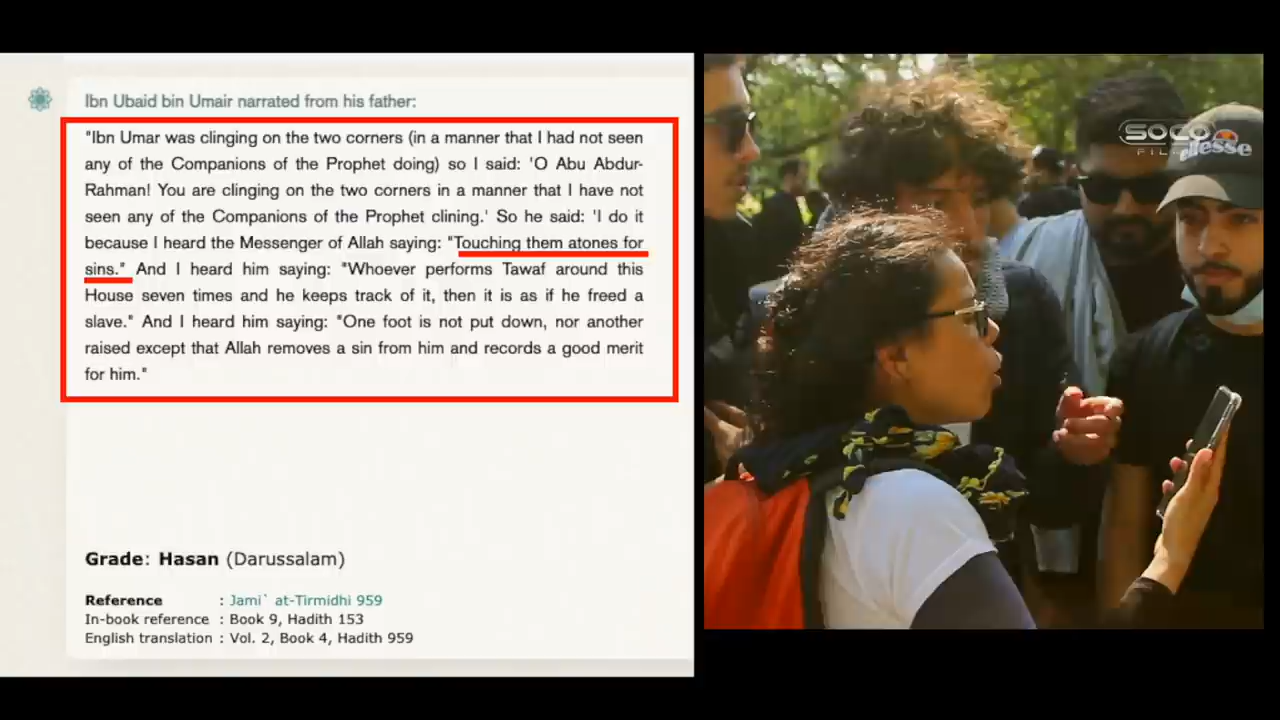 Ibn Ubaid bin Umair narrated from his father:
"Ibn Umar was clinging on the two corners (in a manner that I had not seen
any of the Companions of the Prophet doing) so I said: 'O Abu Abdur-
Rahman! You are clinging on the two corners in a manner that I have not
seen any of the Companions of the Prophet clining.' So he said: 'I do it
because I heard the Messenger of Allah saying: "Touching them atones for
sins." And I heard him saying: "Whoever performs Tawaf around this
House seven times and he keeps track of it, then it is as if he freed a
slave." And I heard him saying: "One foot is not put down, nor another
raised except that Allah removes a sin from him and records a good merit
for him."
Grade: Hasan (Darussalam)
Reference : Jami` at-Tirmidhi 959
In-book reference : Book 9, Hadith 153
English translation : Vol. 2, Book 4, Hadith 959
SOCO
FIL
ellesse